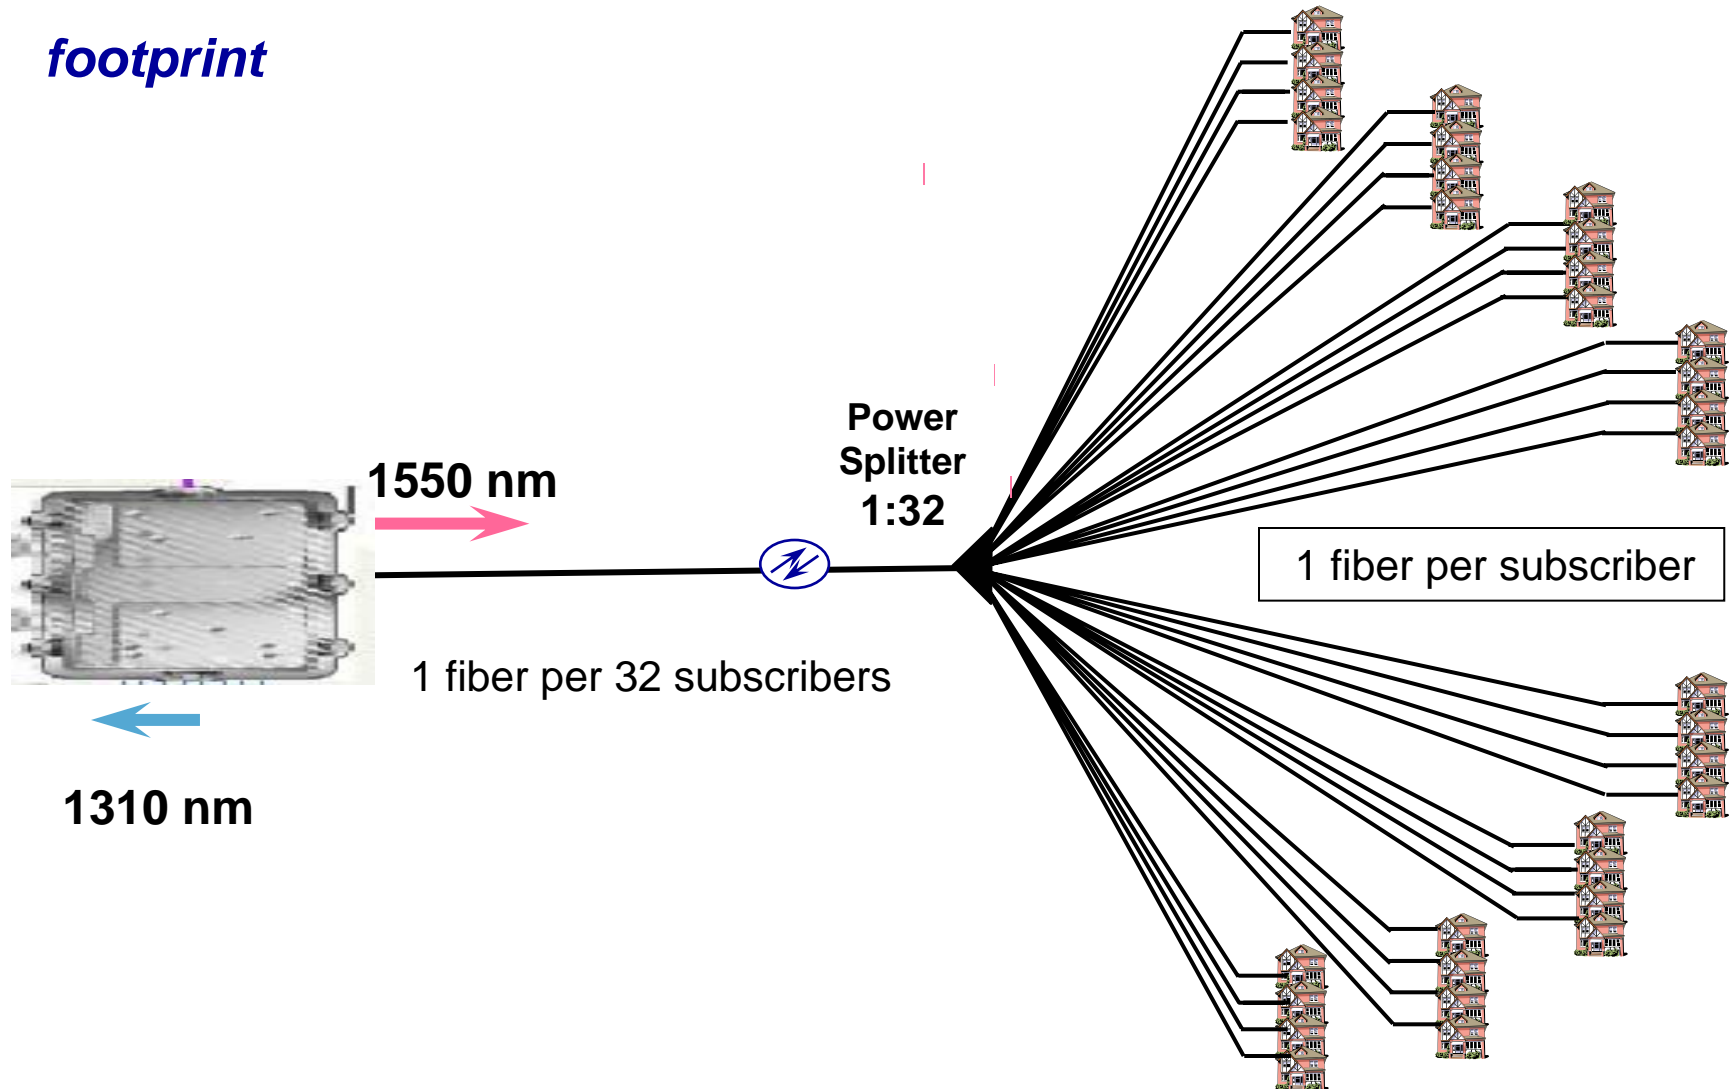 footprint
Power
Splitter
1:32
1550 nm
1 fiber per subscriber
1 fiber per 32 subscribers
1310 nm